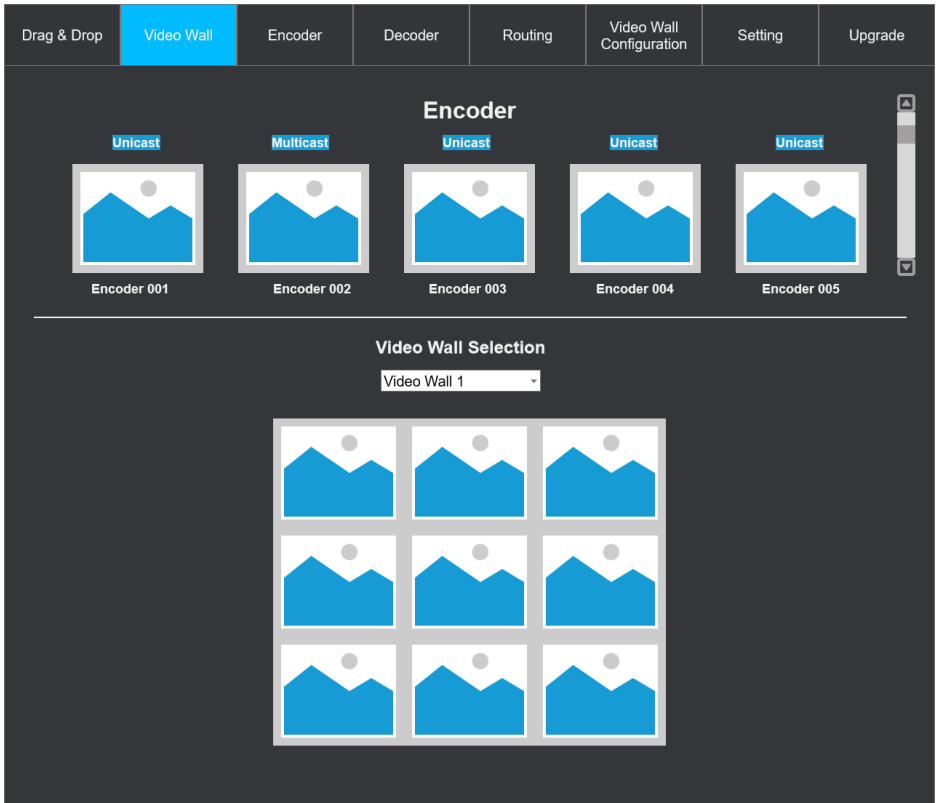 Drag & Drop
Video Wall
Encoder
Decoder
Routing
Video Wall
Configuration
Setting
Upgrade
Encoder
Unicast
Multicast
Unicast
Unicast
Unicast
Encoder 001
Encoder 002
Encoder 003
Encoder 004
Encoder 005
Video Wall Selection
Video Wall 1